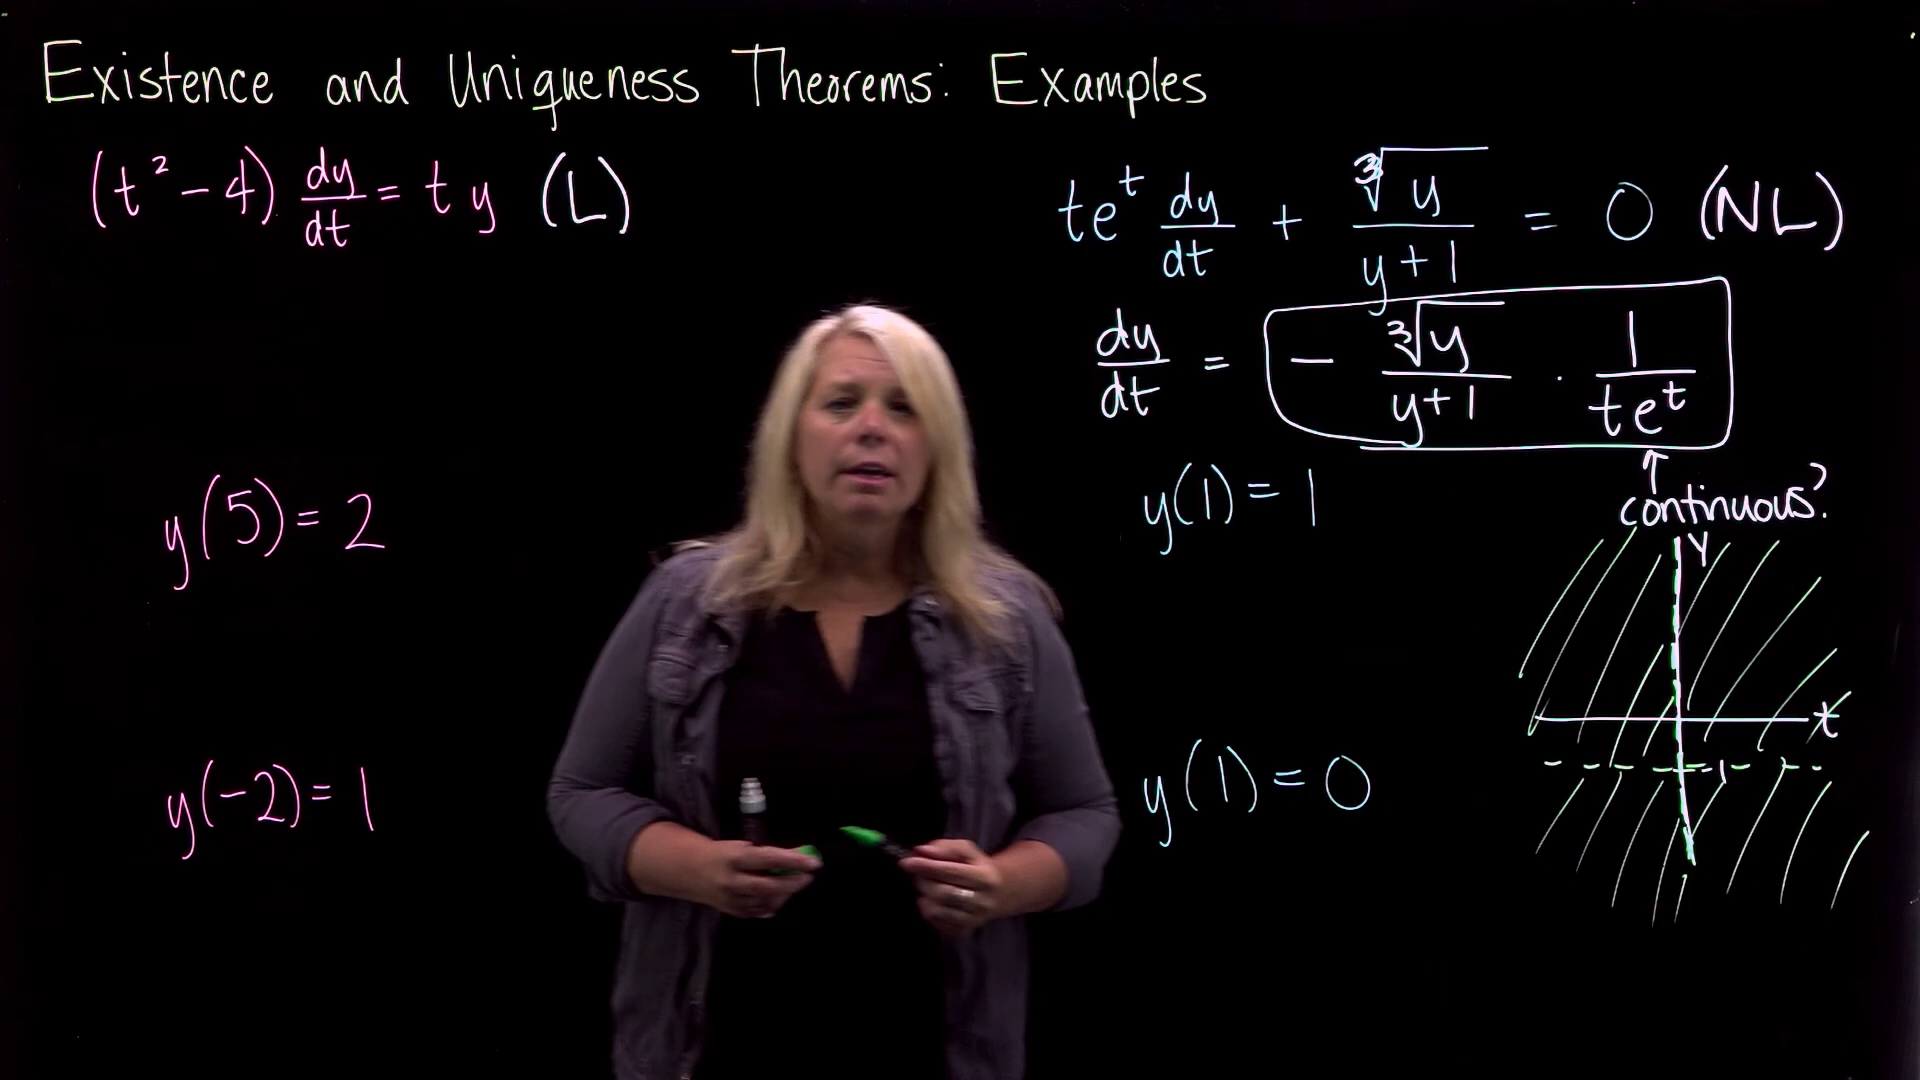 Existence and Uniqueness Theorems: Examples
(t² - 4) dy/dt = ty (L)
y(5) = 2
y(-2) = 1
te^t dy/dt + ∛y/(y+1) = 0 (NL)
dy/dt = - ∛y/(y+1) · 1/(te^t)
continuous?
y(1) = 1
y(1) = 0
y
t
-1